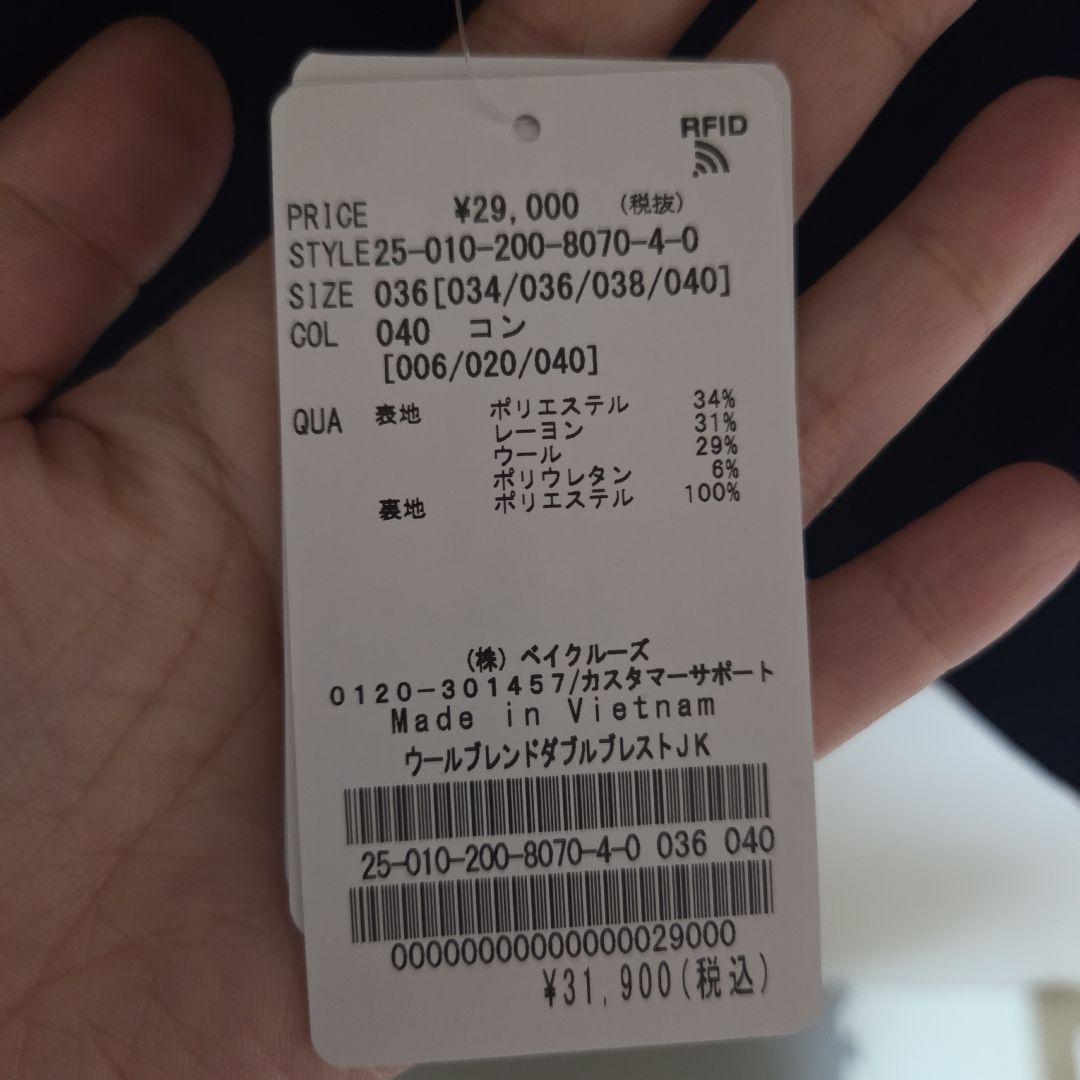 RFID
PRICE ¥29,000 (税抜)
STYLE 25-010-200-8070-4-0
SIZE 036[034/036/038/040]
COL 040 コン
[006/020/040]
QUA 表地 ポリエステル 34%
レーヨン 31%
ウール 29%
ポリウレタン 6%
裏地 ポリエステル 100%
(株) ベイクルーズ
0120-301457/カスタマーサポート
Made in Vietnam
ウールブレンドダブルブレストJK
25-010-200-8070-4-0 036 040
00000000000000029000
¥31,900(税込)